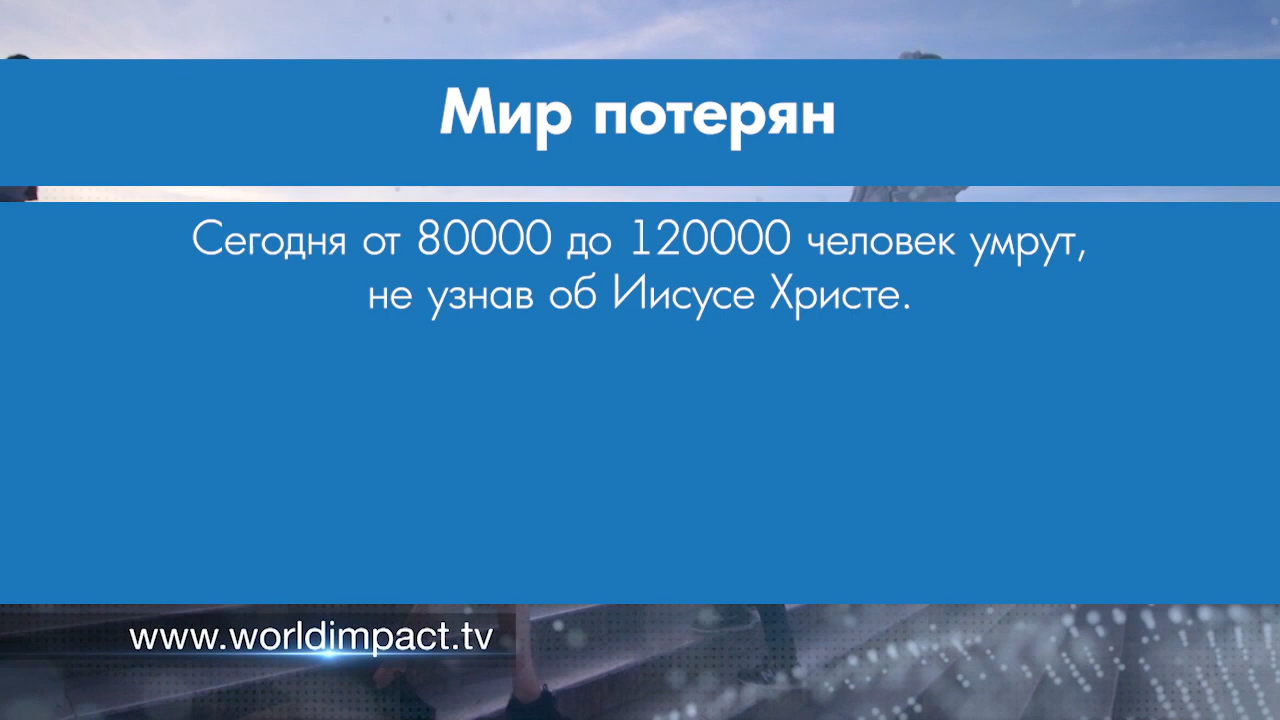 Мир потерян
Сегодня от 80000 до 120000 человек умрут,
не узнав об Иисусе Христе.
www.worldimpact.tv